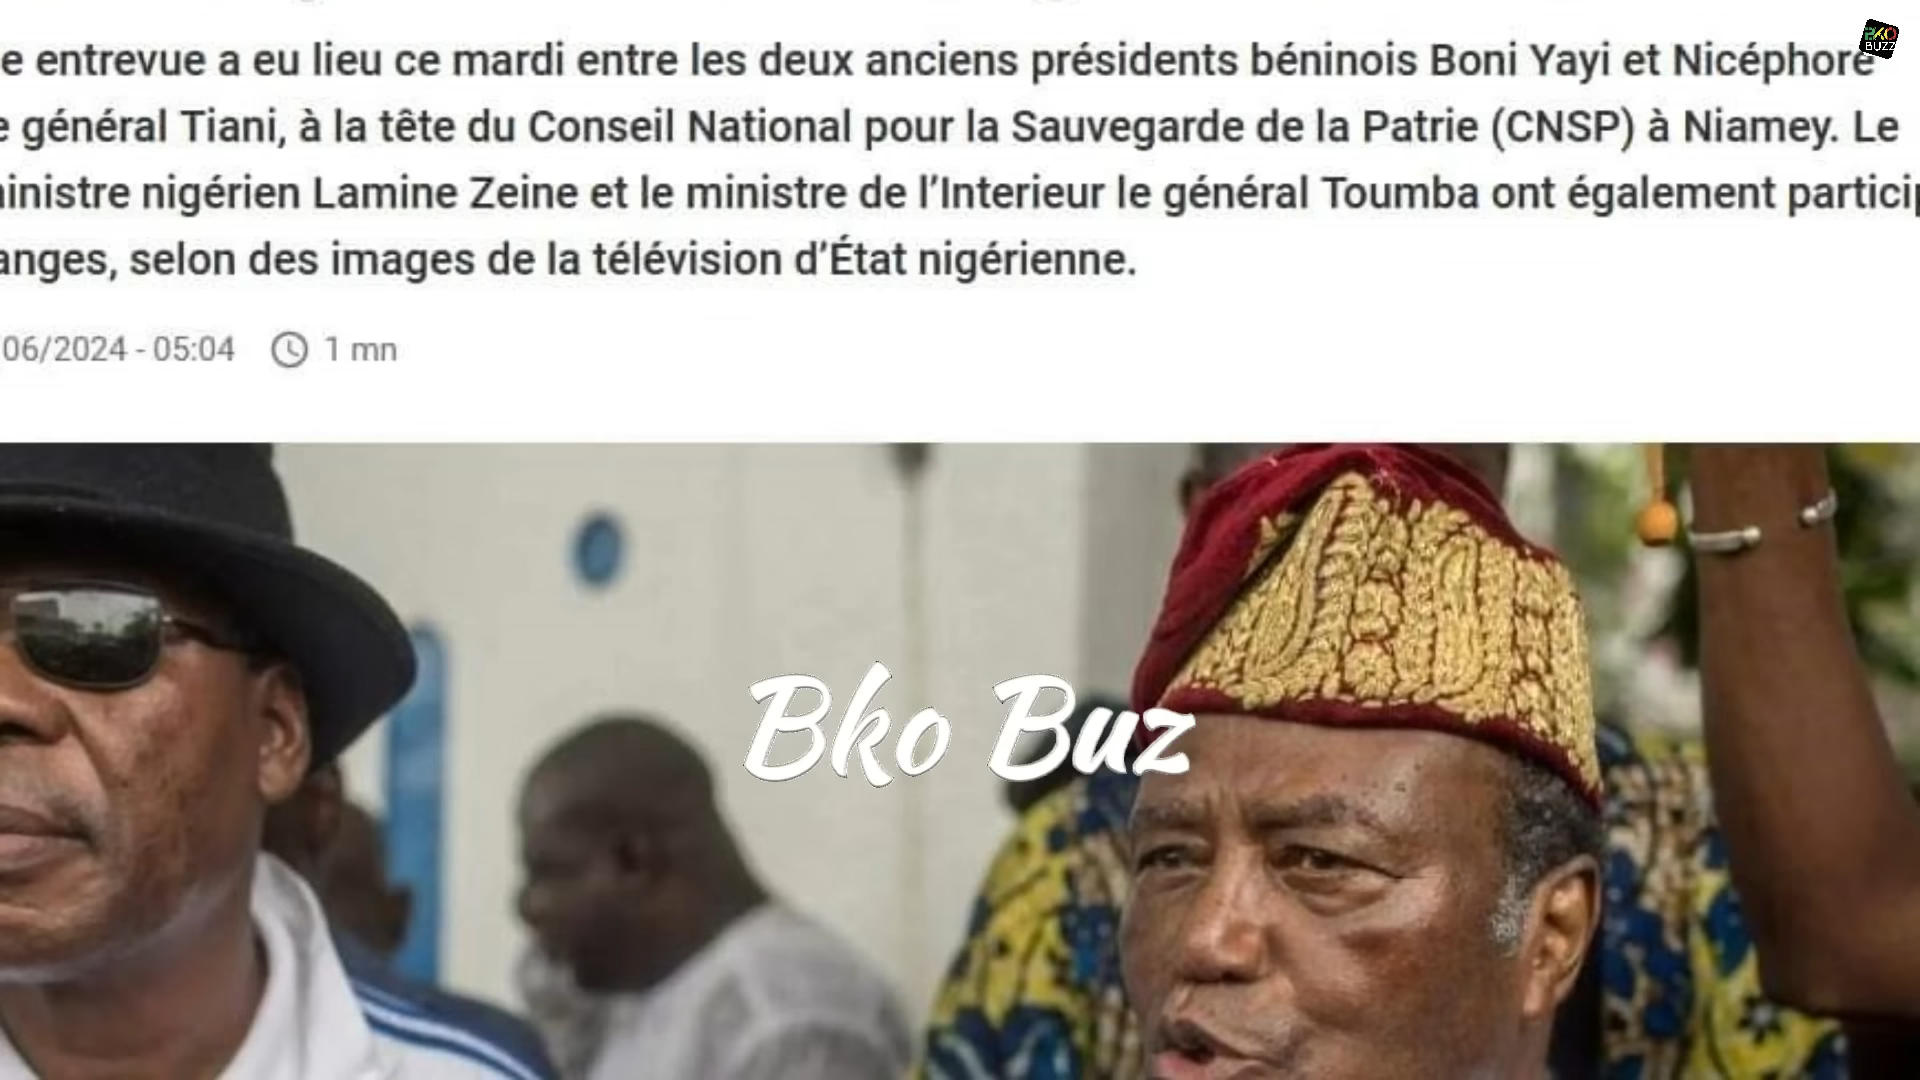 e entrevue a eu lieu ce mardi entre les deux anciens présidents béninois Boni Yayi et Nicéphore
e général Tiani, à la tête du Conseil National pour la Sauvegarde de la Patrie (CNSP) à Niamey. Le
inistre nigérien Lamine Zeine et le ministre de l’Interieur le général Toumba ont également particip
anges, selon des images de la télévision d’État nigérienne.
06/2024 - 05:04 1 mn
BKO
BUZZ
Bko Buz